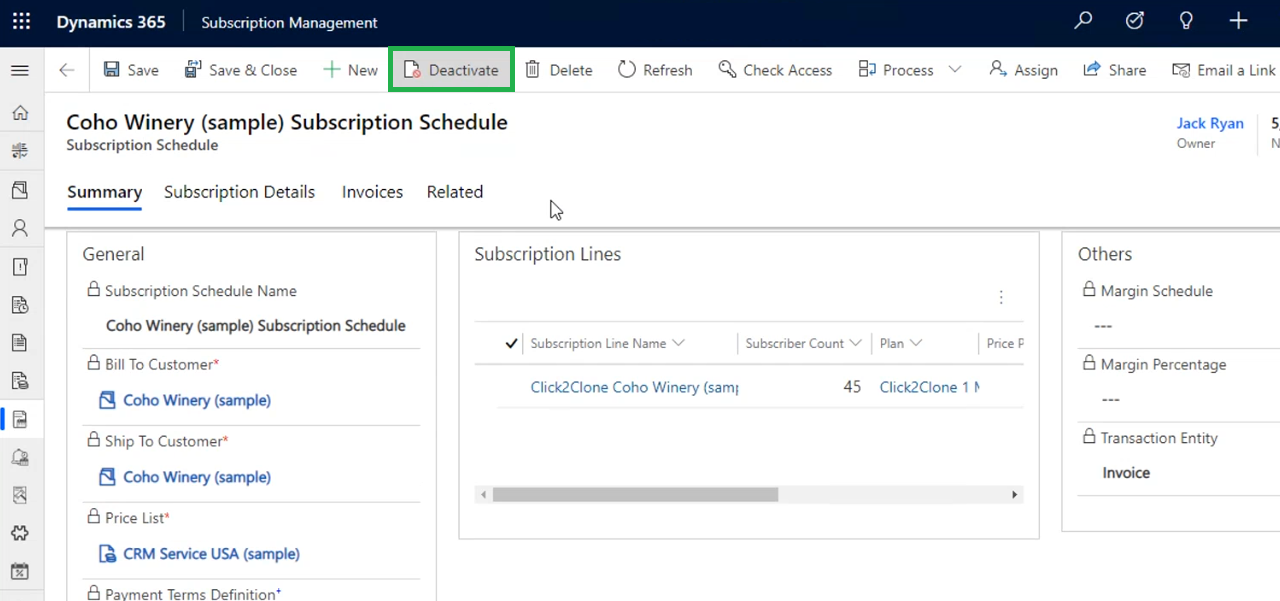 Dynamics 365 Subscription Management
Save Save & Close New Deactivate Delete Refresh Check Access Process Assign Share Email a Link
Coho Winery (sample) Subscription Schedule
Subscription Schedule
Jack Ryan
Owner
5,
N
Summary Subscription Details Invoices Related
General
Subscription Schedule Name
Coho Winery (sample) Subscription Schedule
Bill To Customer*
Coho Winery (sample)
Ship To Customer*
Coho Winery (sample)
Price List*
CRM Service USA (sample)
Payment Terms Definition+
Subscription Lines
Subscription Line Name Subscriber Count Plan Price P
Click2Clone Coho Winery (samp 45 Click2Clone 1 M
Others
Margin Schedule
---
Margin Percentage
---
Transaction Entity
Invoice